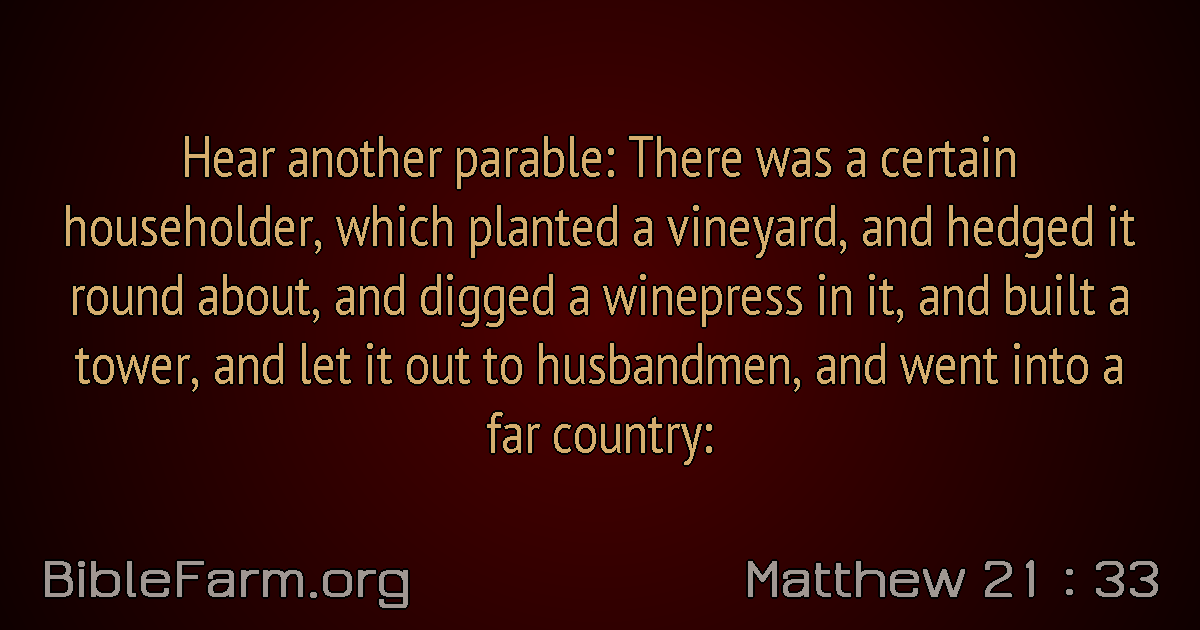 Hear another parable: There was a certain
householder, which planted a vineyard, and hedged it
round about, and digged a winepress in it, and built a
tower, and let it out to husbandmen, and went into a
far country:
BibleFarm.org
Matthew 21 : 33